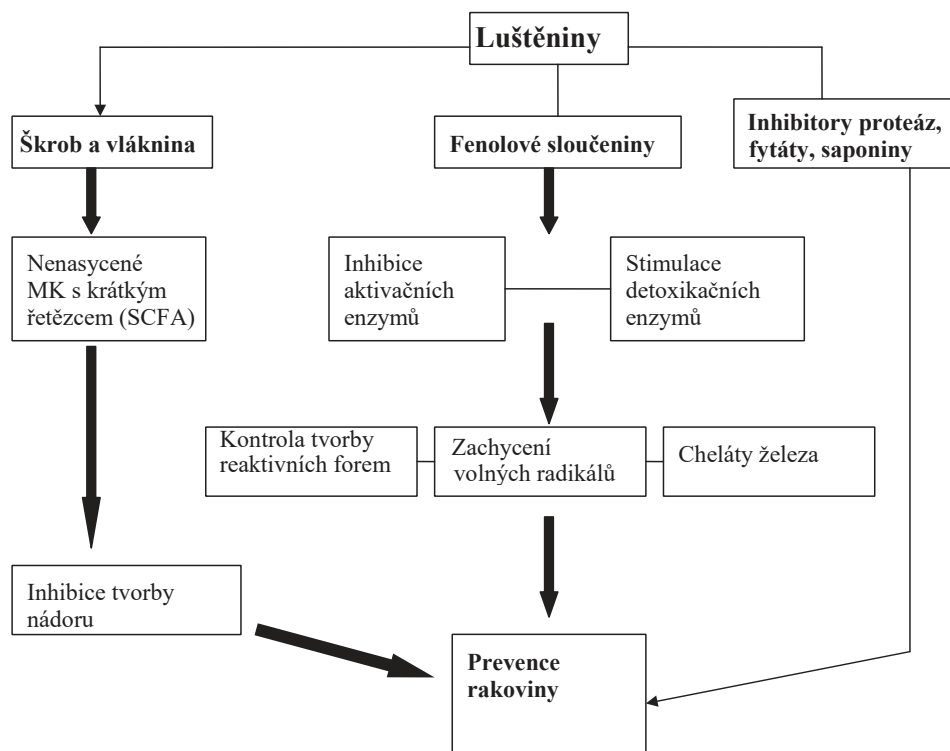 Luštěniny
Škrob a vláknina
Fenolové sloučeniny
Inhibitory proteáz,
fytáty, saponiny
Nenasycené
MK s krátkým
řetězcem (SCFA)
Inhibice
aktivačních
enzymů
Stimulace
detoxikačních
enzymů
Kontrola tvorby
reaktivních forem
Zachycení
volných radikálů
Cheláty železa
Inhibice tvorby
nádoru
Prevence
rakoviny